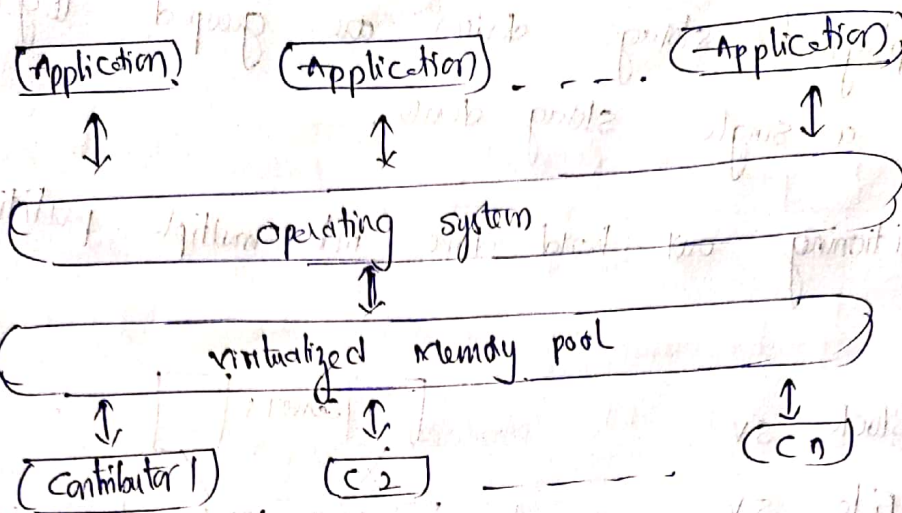 Application Application Application
operating system
virtualized memory pool
Contributor 1 C 2 C n